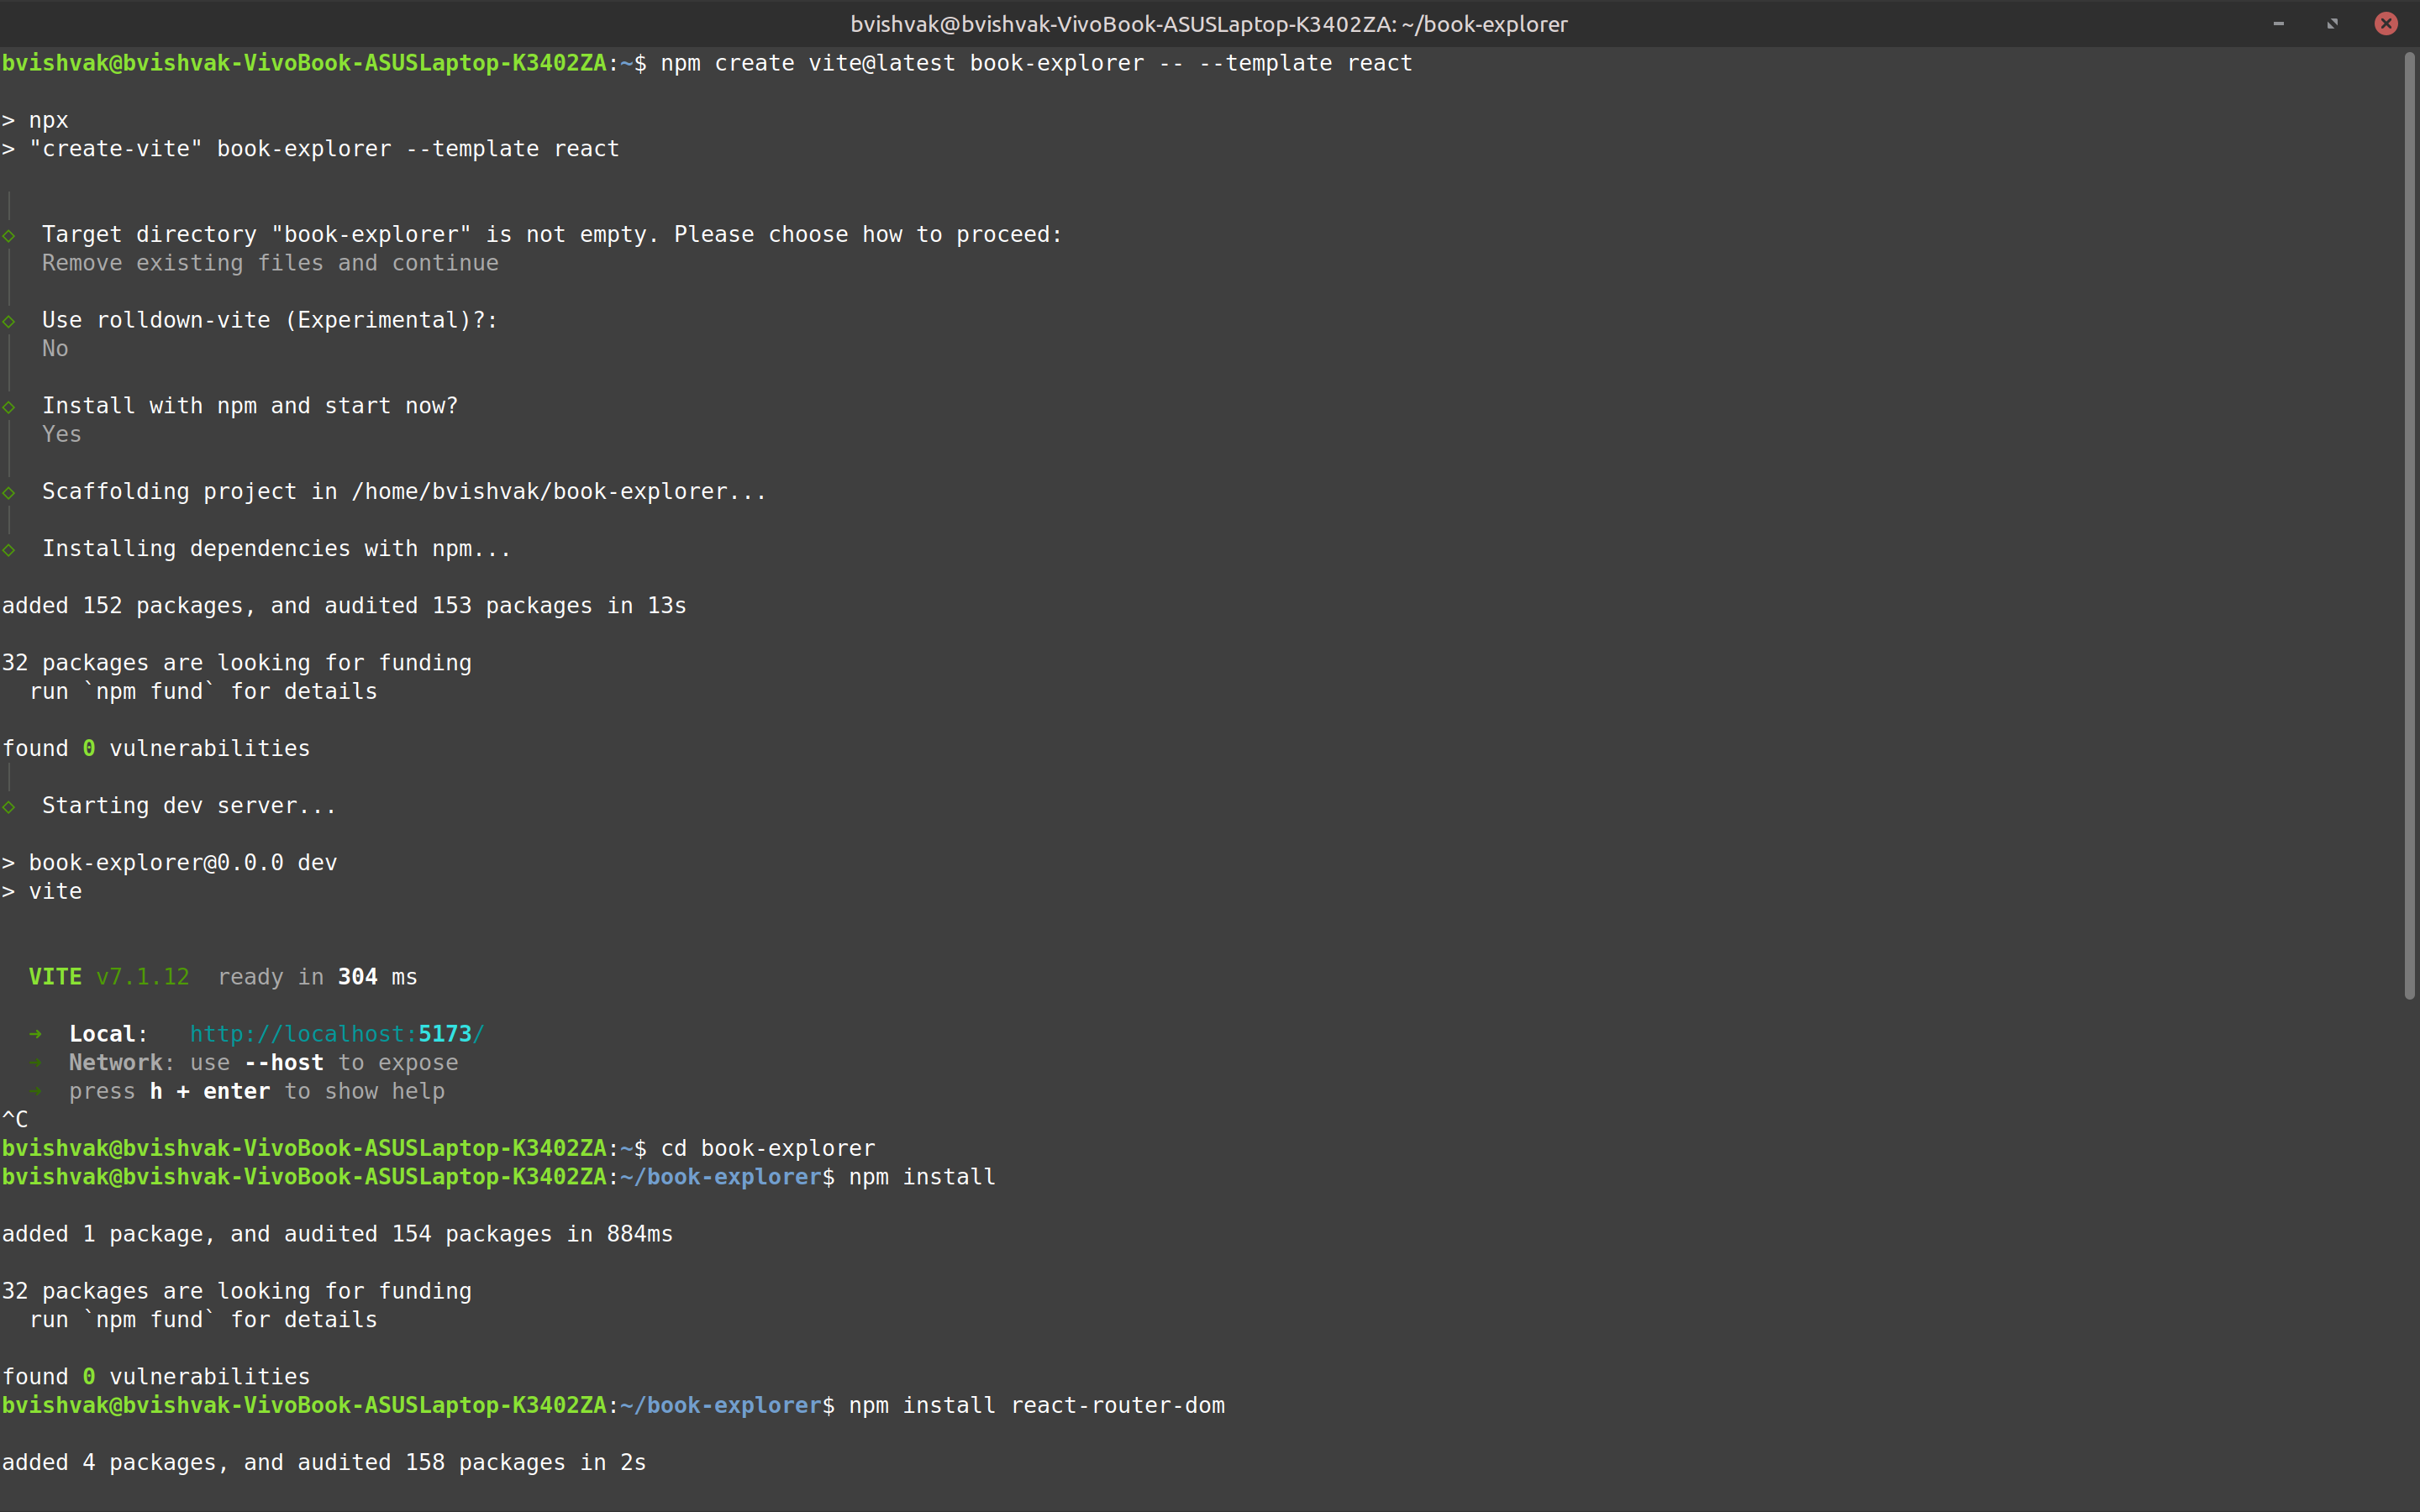 bvishvak@bvishvak-VivoBook-ASUSLaptop-K3402ZA: ~/book-explorer
bvishvak@bvishvak-VivoBook-ASUSLaptop-K3402ZA:~$ npm create vite@latest book-explorer -- --template react
> npx
> "create-vite" book-explorer --template react
◇  Target directory "book-explorer" is not empty. Please choose how to proceed:
Remove existing files and continue
◇  Use rolldown-vite (Experimental)?:
No
◇  Install with npm and start now?
Yes
◇  Scaffolding project in /home/bvishvak/book-explorer...
◇  Installing dependencies with npm...
added 152 packages, and audited 153 packages in 13s
32 packages are looking for funding
  run `npm fund` for details
found 0 vulnerabilities
◇  Starting dev server...
> book-explorer@0.0.0 dev
> vite
VITE v7.1.12  ready in 304 ms
➜  Local:   http://localhost:5173/
➜  Network: use --host to expose
➜  press h + enter to show help
^C
bvishvak@bvishvak-VivoBook-ASUSLaptop-K3402ZA:~$ cd book-explorer
bvishvak@bvishvak-VivoBook-ASUSLaptop-K3402ZA:~/book-explorer$ npm install
added 1 package, and audited 154 packages in 884ms
32 packages are looking for funding
  run `npm fund` for details
found 0 vulnerabilities
bvishvak@bvishvak-VivoBook-ASUSLaptop-K3402ZA:~/book-explorer$ npm install react-router-dom
added 4 packages, and audited 158 packages in 2s